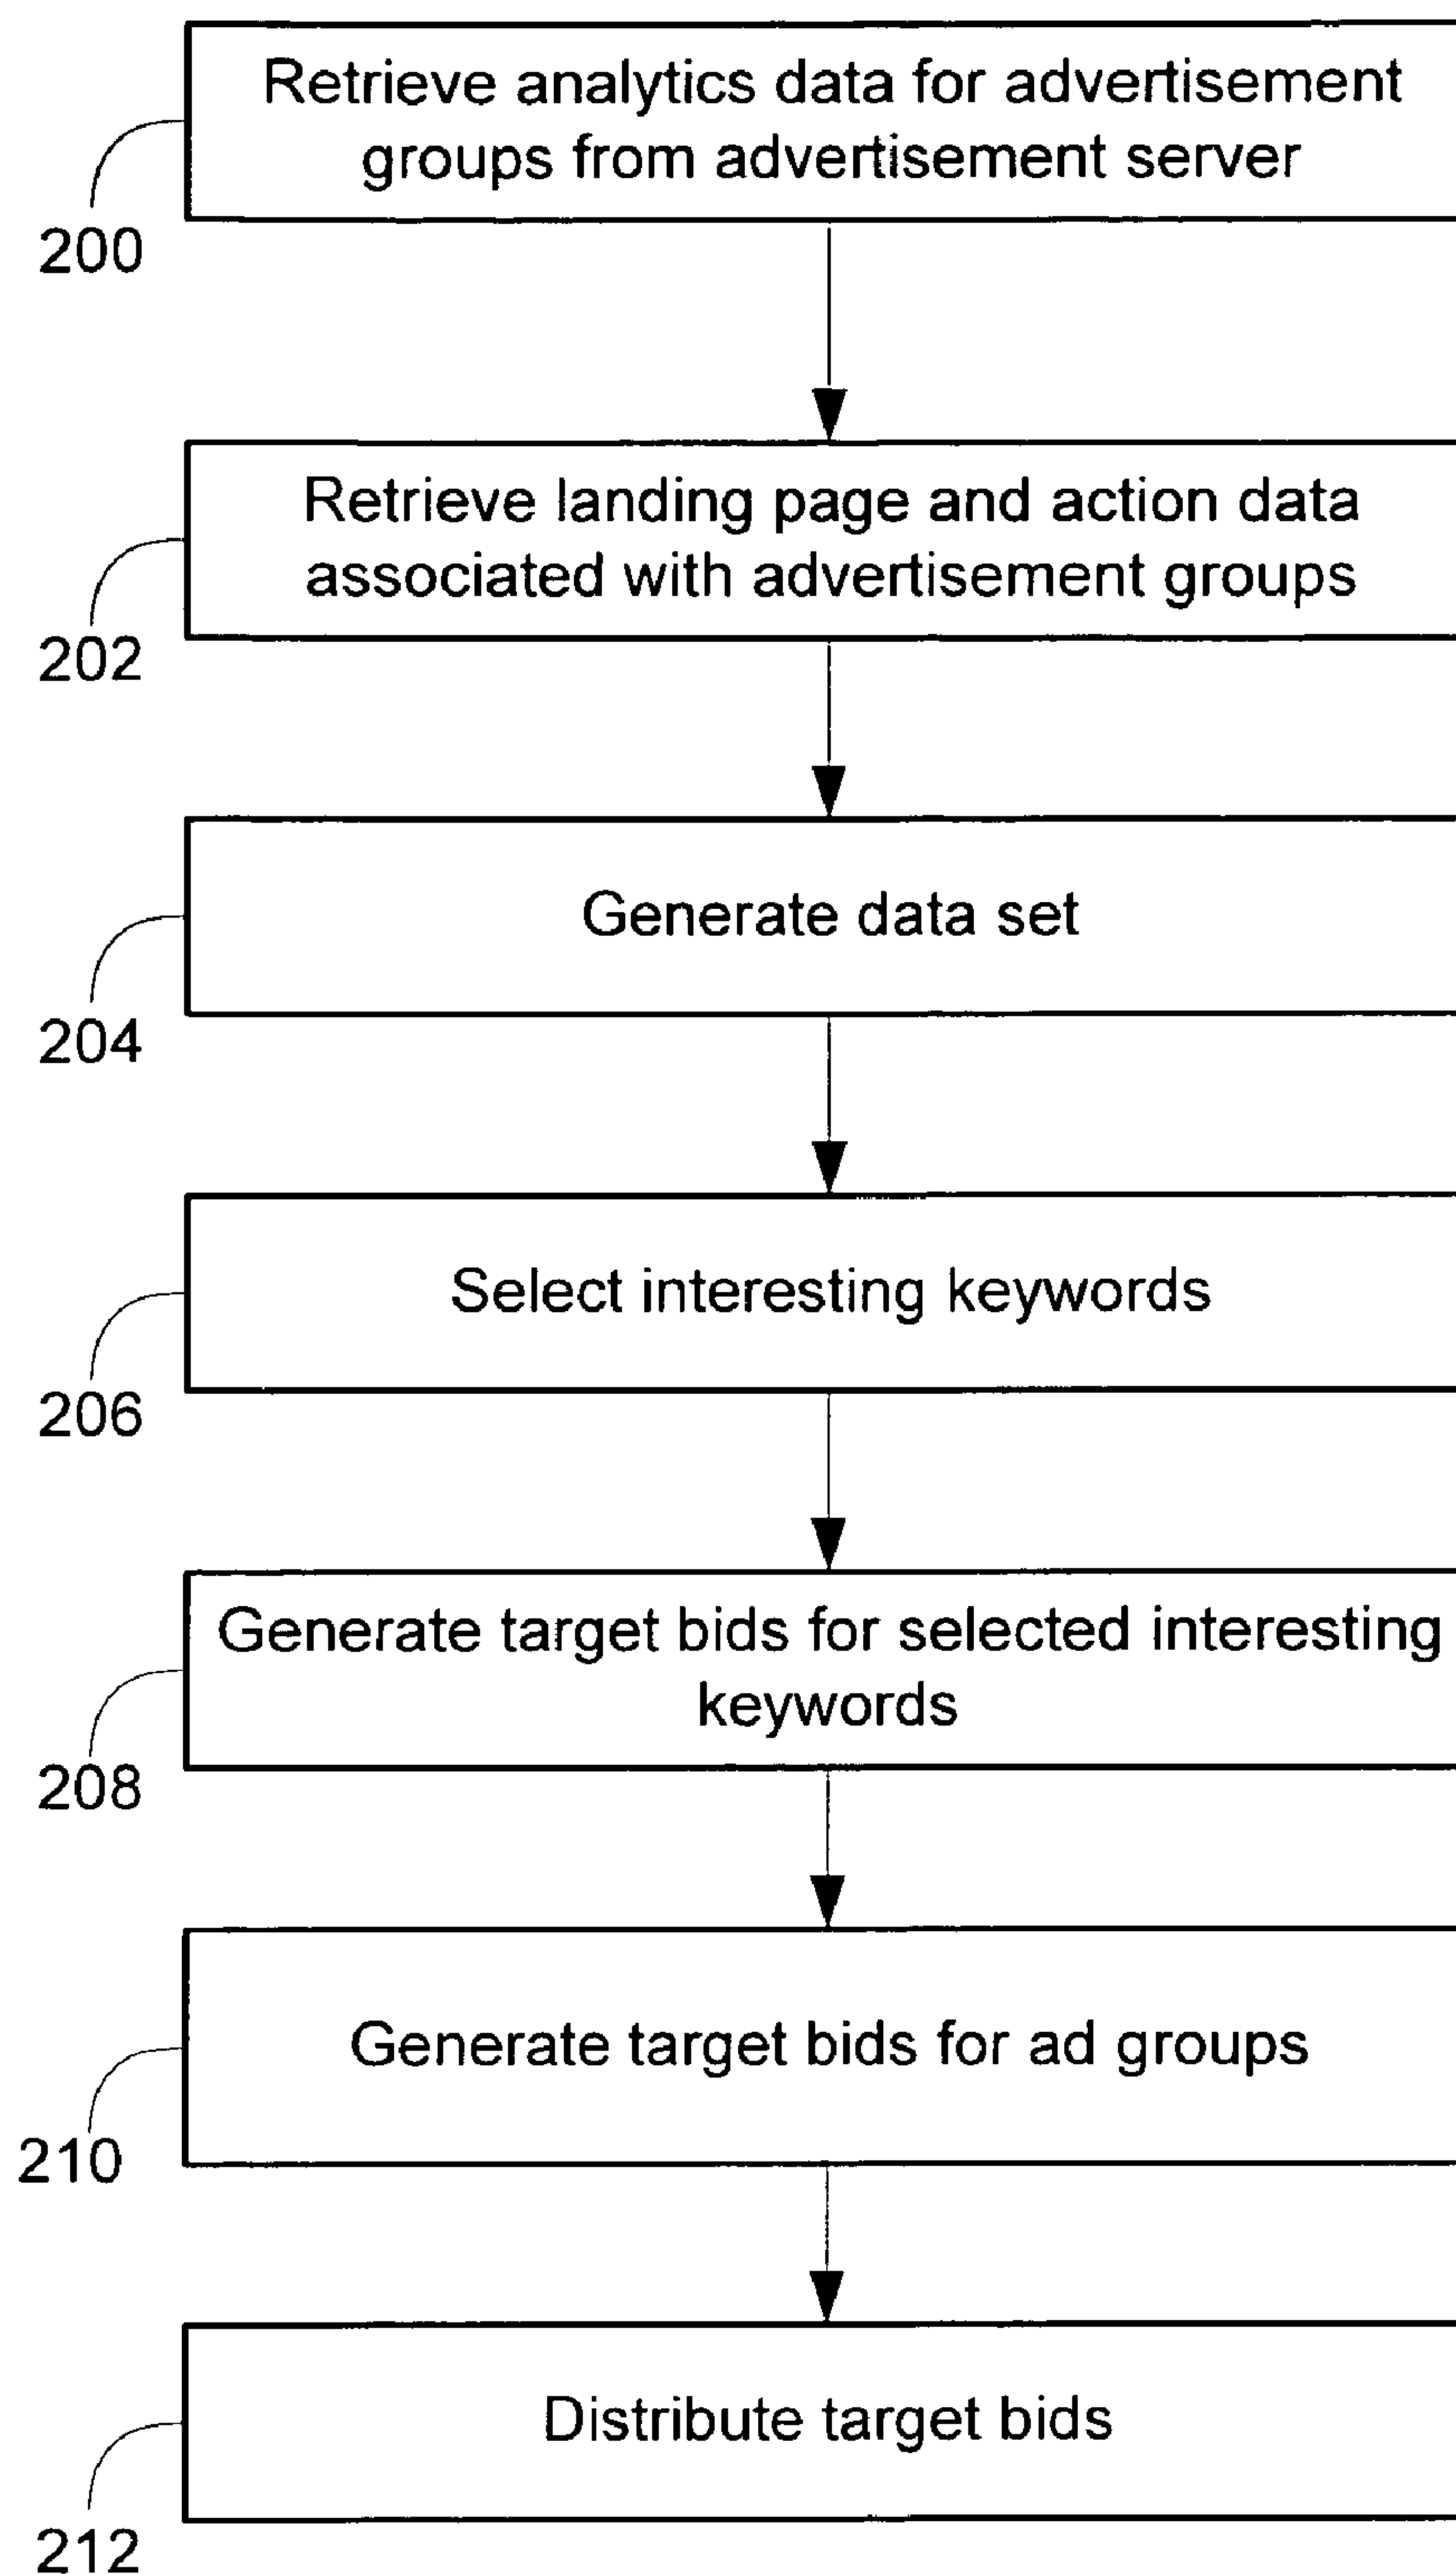 Retrieve analytics data for advertisement
groups from advertisement server
200
Retrieve landing page and action data
associated with advertisement groups
202
Generate data set
204
Select interesting keywords
206
Generate target bids for selected interesting
keywords
208
Generate target bids for ad groups
210
Distribute target bids
212